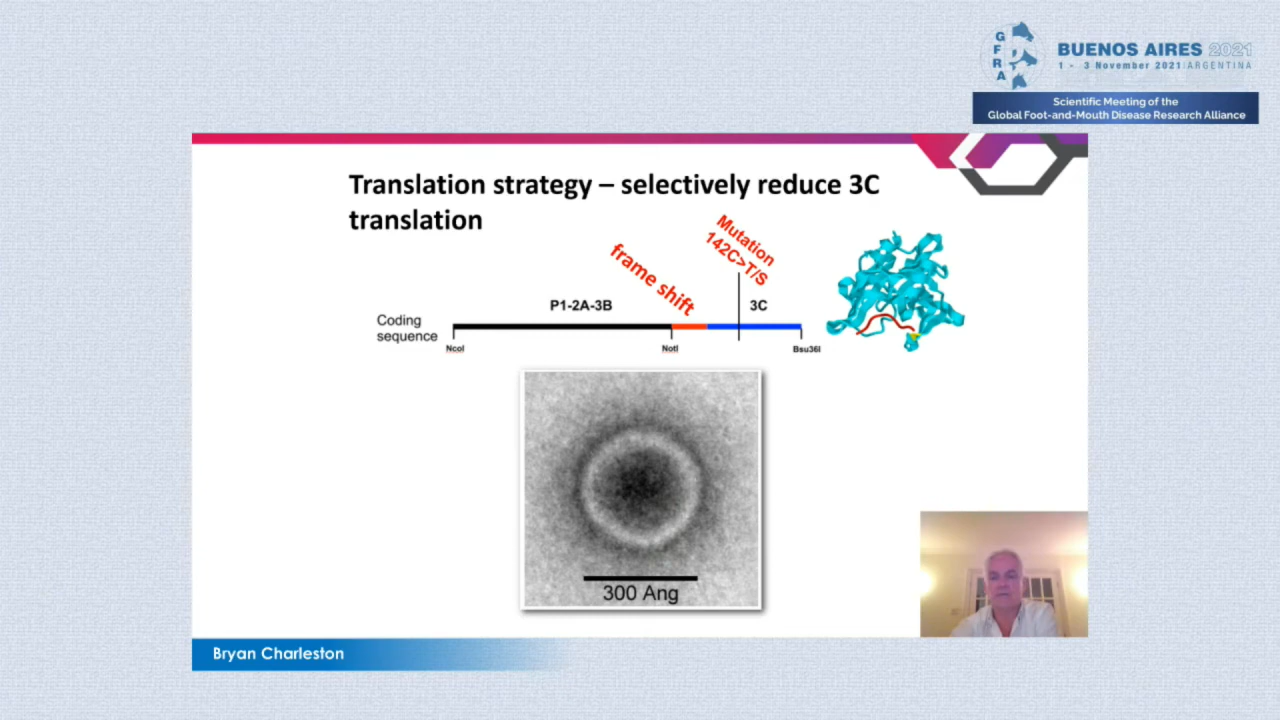 G
F
R
A
BUENOS AIRES 2021
1 - 3 November 2021 ARGENTINA
Scientific Meeting of the
Global Foot-and-Mouth Disease Research Alliance
Translation strategy – selectively reduce 3C
translation
frame shift
Mutation
142C>T/S
P1-2A-3B
3C
Coding
sequence
NcoI
NotI
Bsu36I
300 Ang
Bryan Charleston